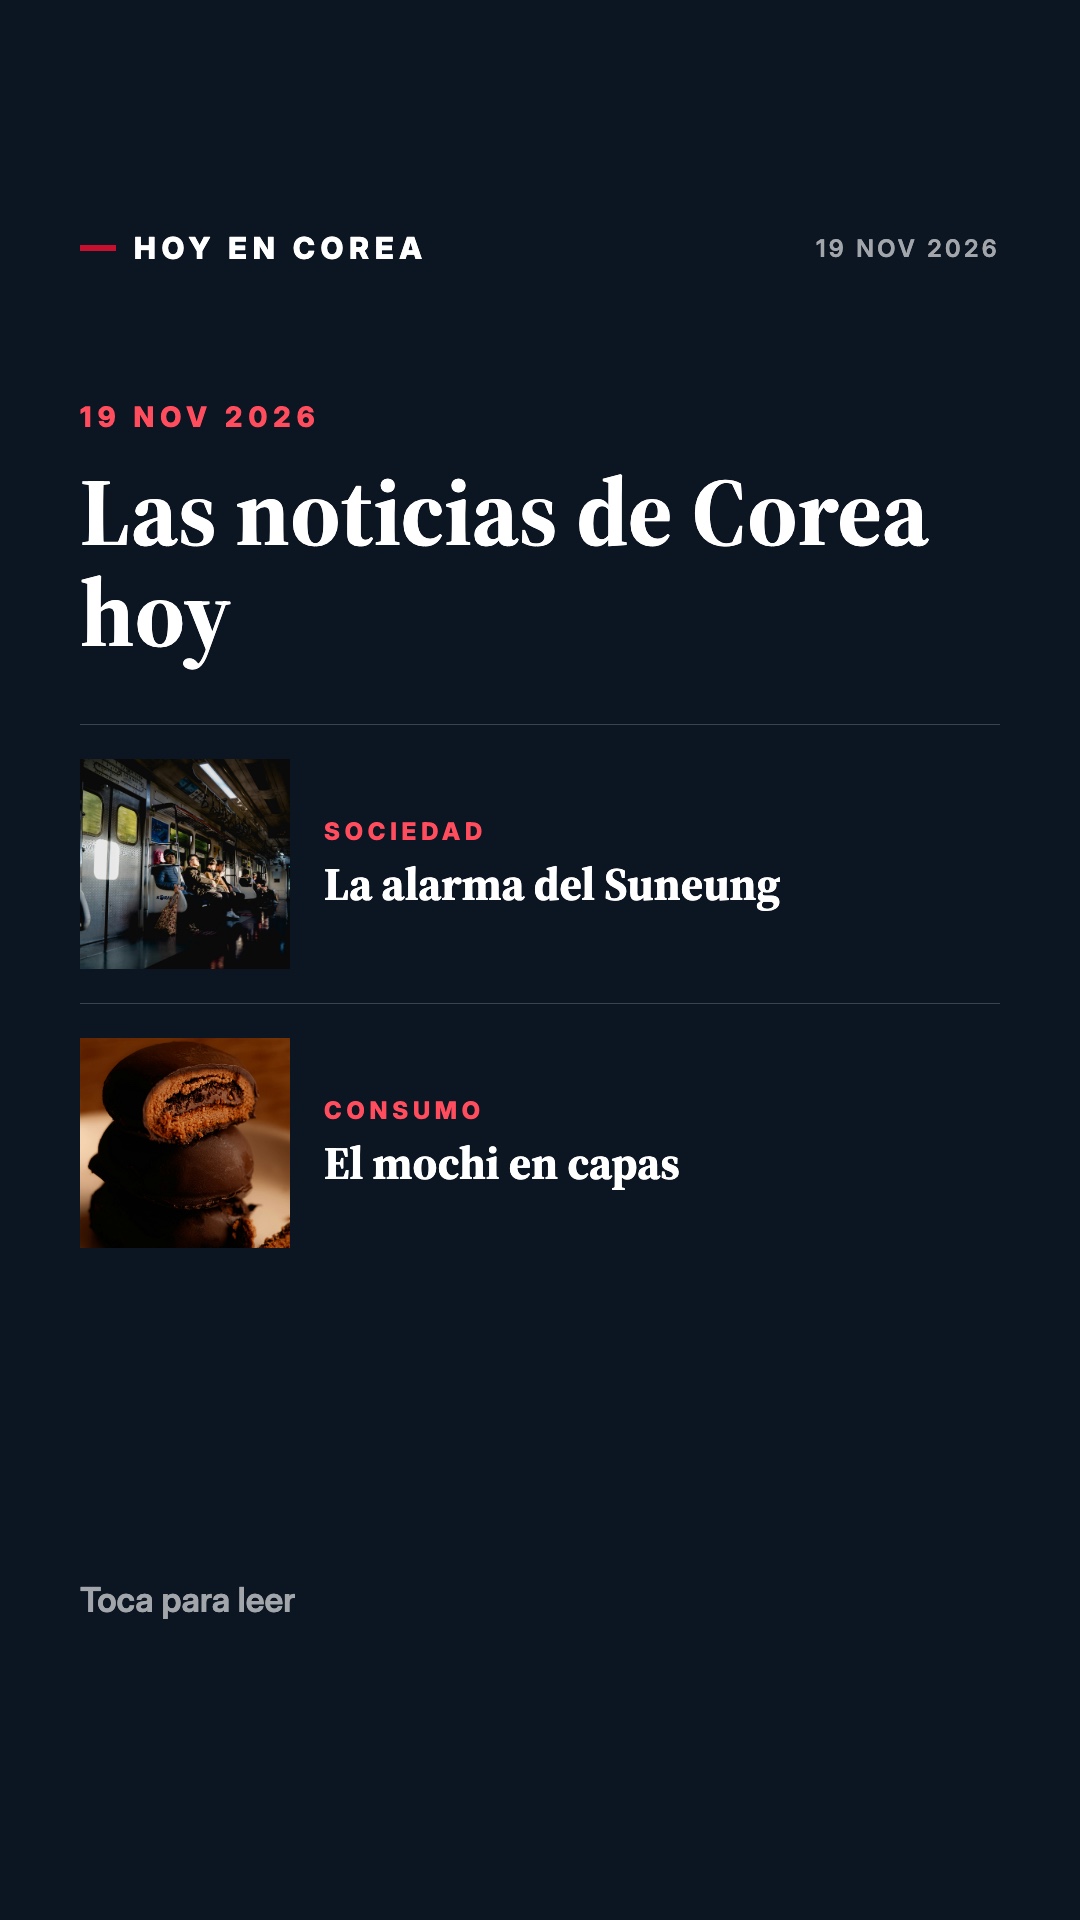 HOY EN COREA
19 NOV 2026
19 NOV 2026
Las noticias de Corea
hoy
SOCIEDAD
La alarma del Suneung
CONSUMO
El mochi en capas
Toca para leer